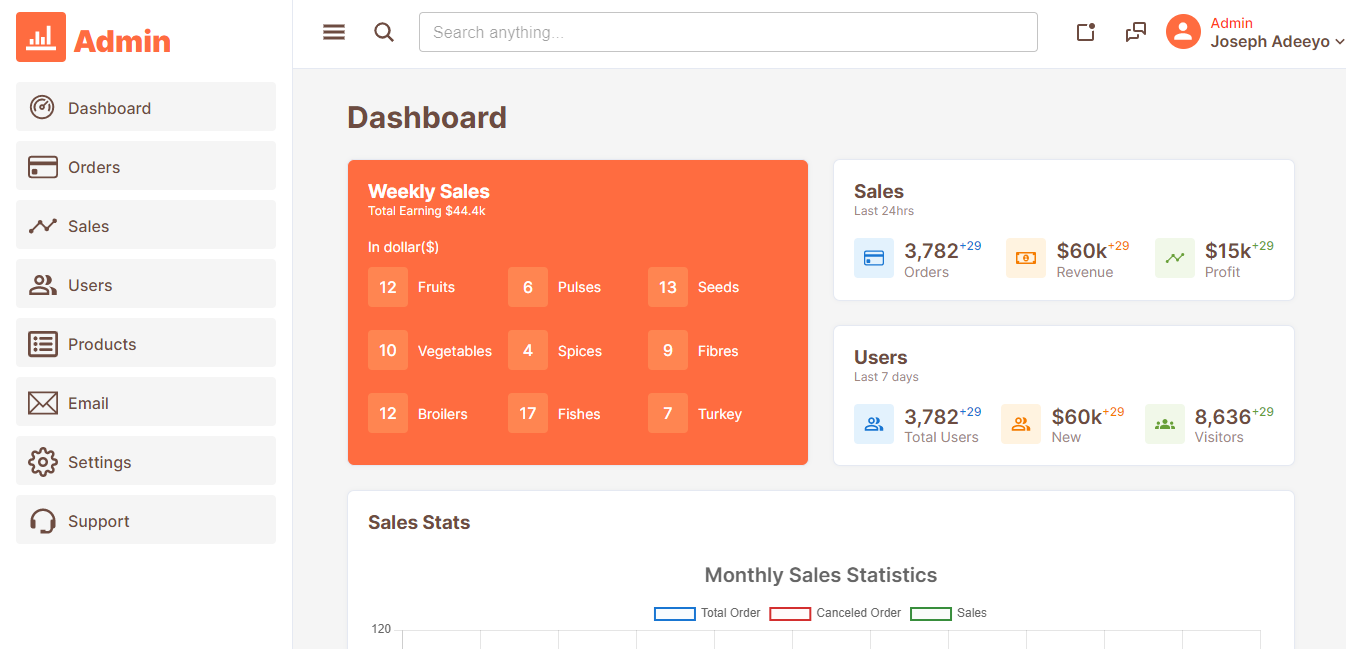 Admin
Dashboard
Orders
Sales
Users
Products
Email
Settings
Support
Search anything...
Admin
Joseph Adeeyo
Dashboard
Weekly Sales
Total Earning $44.4k
In dollar($)
12 Fruits 6 Pulses 13 Seeds
10 Vegetables 4 Spices 9 Fibres
12 Broilers 17 Fishes 7 Turkey
Sales
Last 24hrs
3,782+29 $60k+29 $15k+29
Orders Revenue Profit
Users
Last 7 days
3,782+29 $60k+29 8,636+29
Total Users New Visitors
Sales Stats
Monthly Sales Statistics
Total Order Canceled Order Sales
120